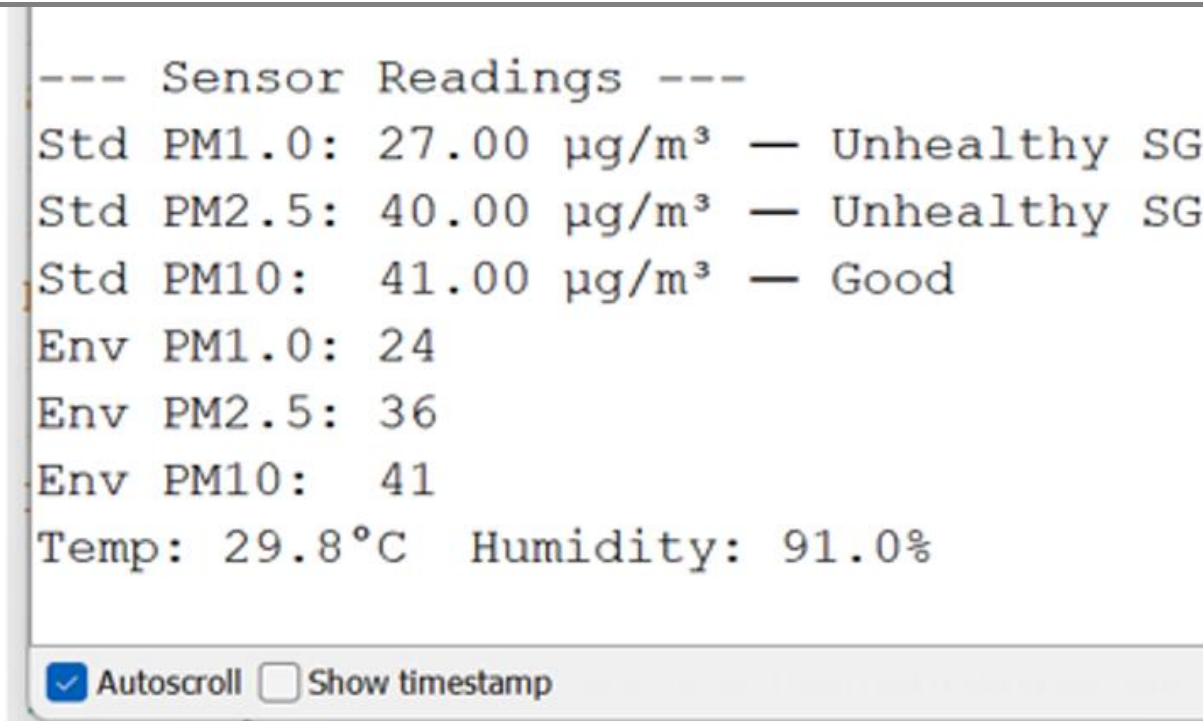 --- Sensor Readings ---
Std PM1.0: 27.00 µg/m³ — Unhealthy SG
Std PM2.5: 40.00 µg/m³ — Unhealthy SG
Std PM10:  41.00 µg/m³ — Good
Env PM1.0: 24
Env PM2.5: 36
Env PM10:  41
Temp: 29.8°C  Humidity: 91.0%
Autoscroll Show timestamp